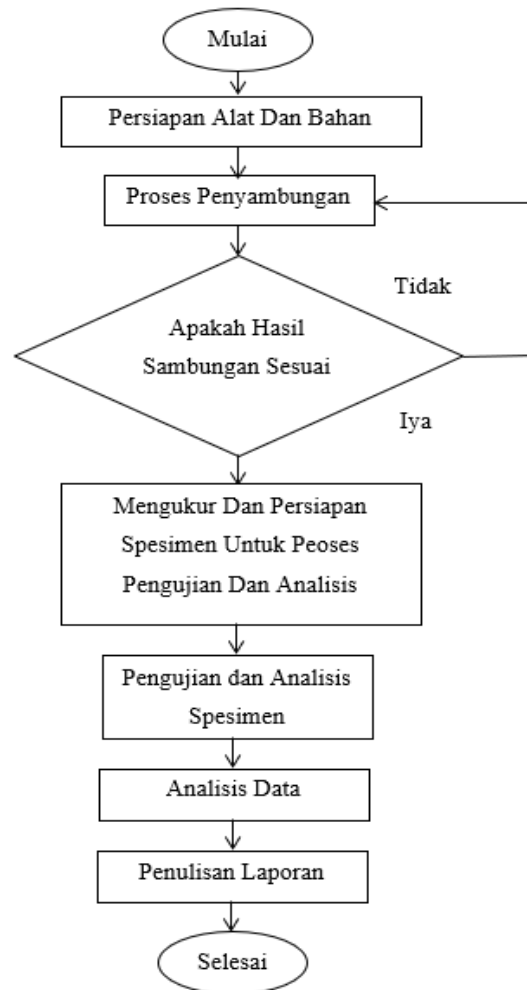 Mulai
Persiapan Alat Dan Bahan
Proses Penyambungan
Tidak
Apakah Hasil
Sambungan Sesuai
Iya
Mengukur Dan Persiapan
Spesimen Untuk Peoses
Pengujian Dan Analisis
Pengujian dan Analisis
Spesimen
Analisis Data
Penulisan Laporan
Selesai